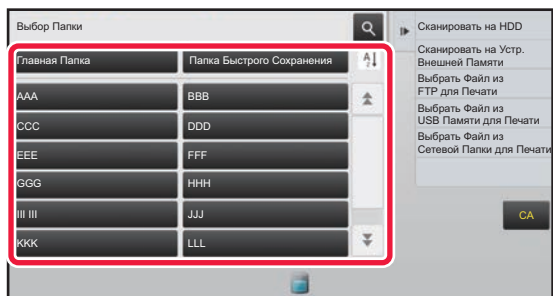 Выбор Папки
Главная Папка
Папка Быстрого Сохранения
AAA
BBB
CCC
DDD
EEE
FFF
GGG
HHH
III III
JJJ
KKK
LLL
Сканировать на HDD
Сканировать на Устр.
Внешней Памяти
Выбрать Файл из
FTP для Печати
Выбрать Файл из
USB Памяти для Печати
Выбрать Файл из
Сетевой Папки для Печати
CA